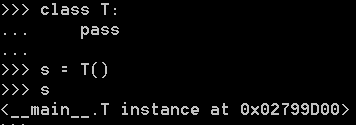 >>> class T:
...     pass
...
>>> s = T()
>>> s
<__main__.T instance at 0x02799D00>